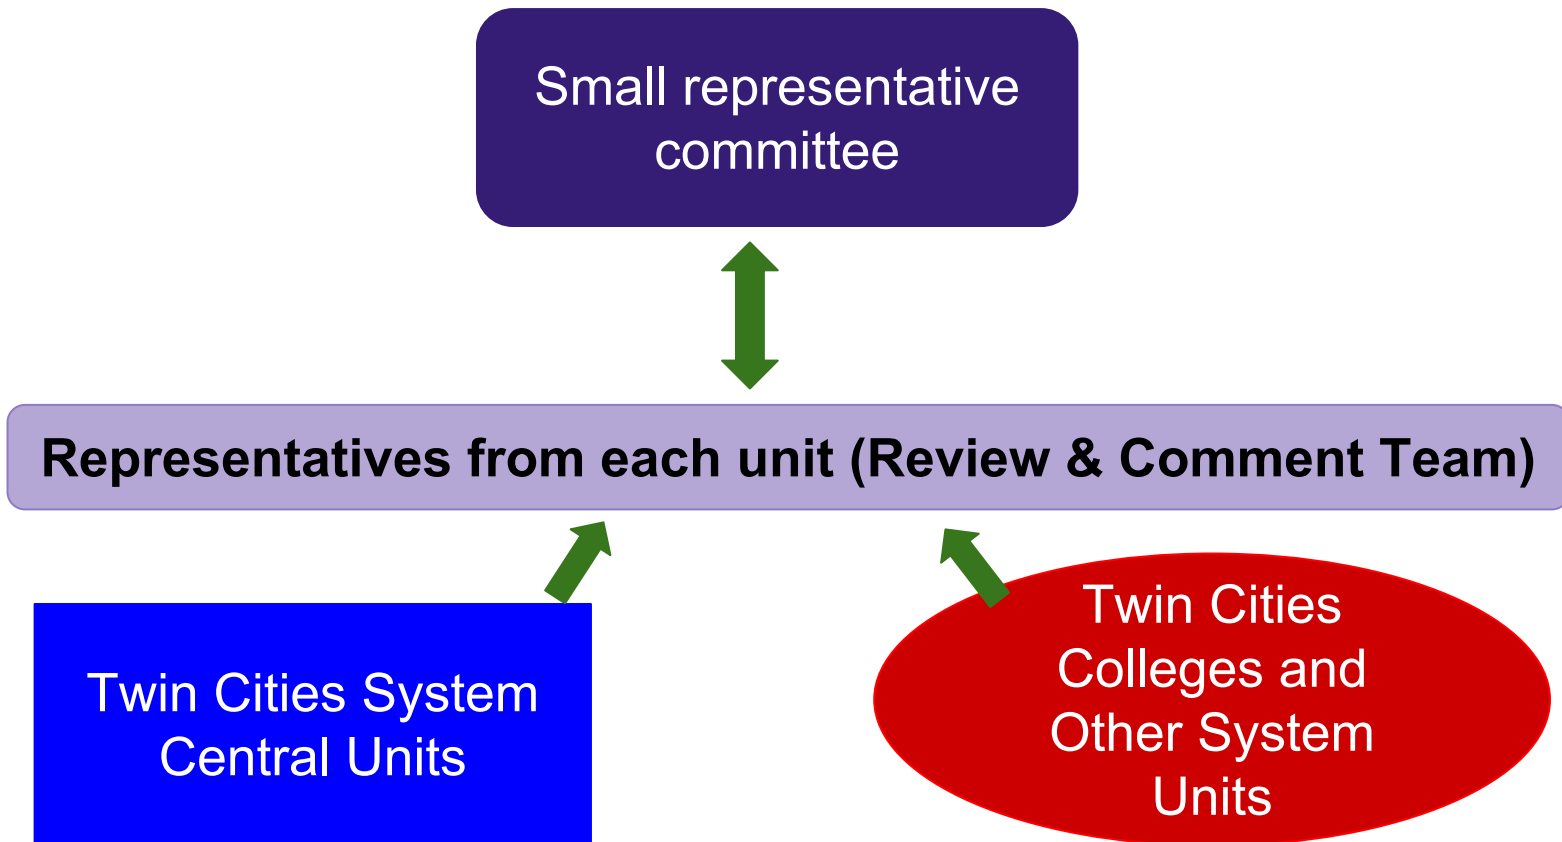 Small representative
committee
Representatives from each unit (Review & Comment Team)
Twin Cities System
Central Units
Twin Cities
Colleges and
Other System
Units